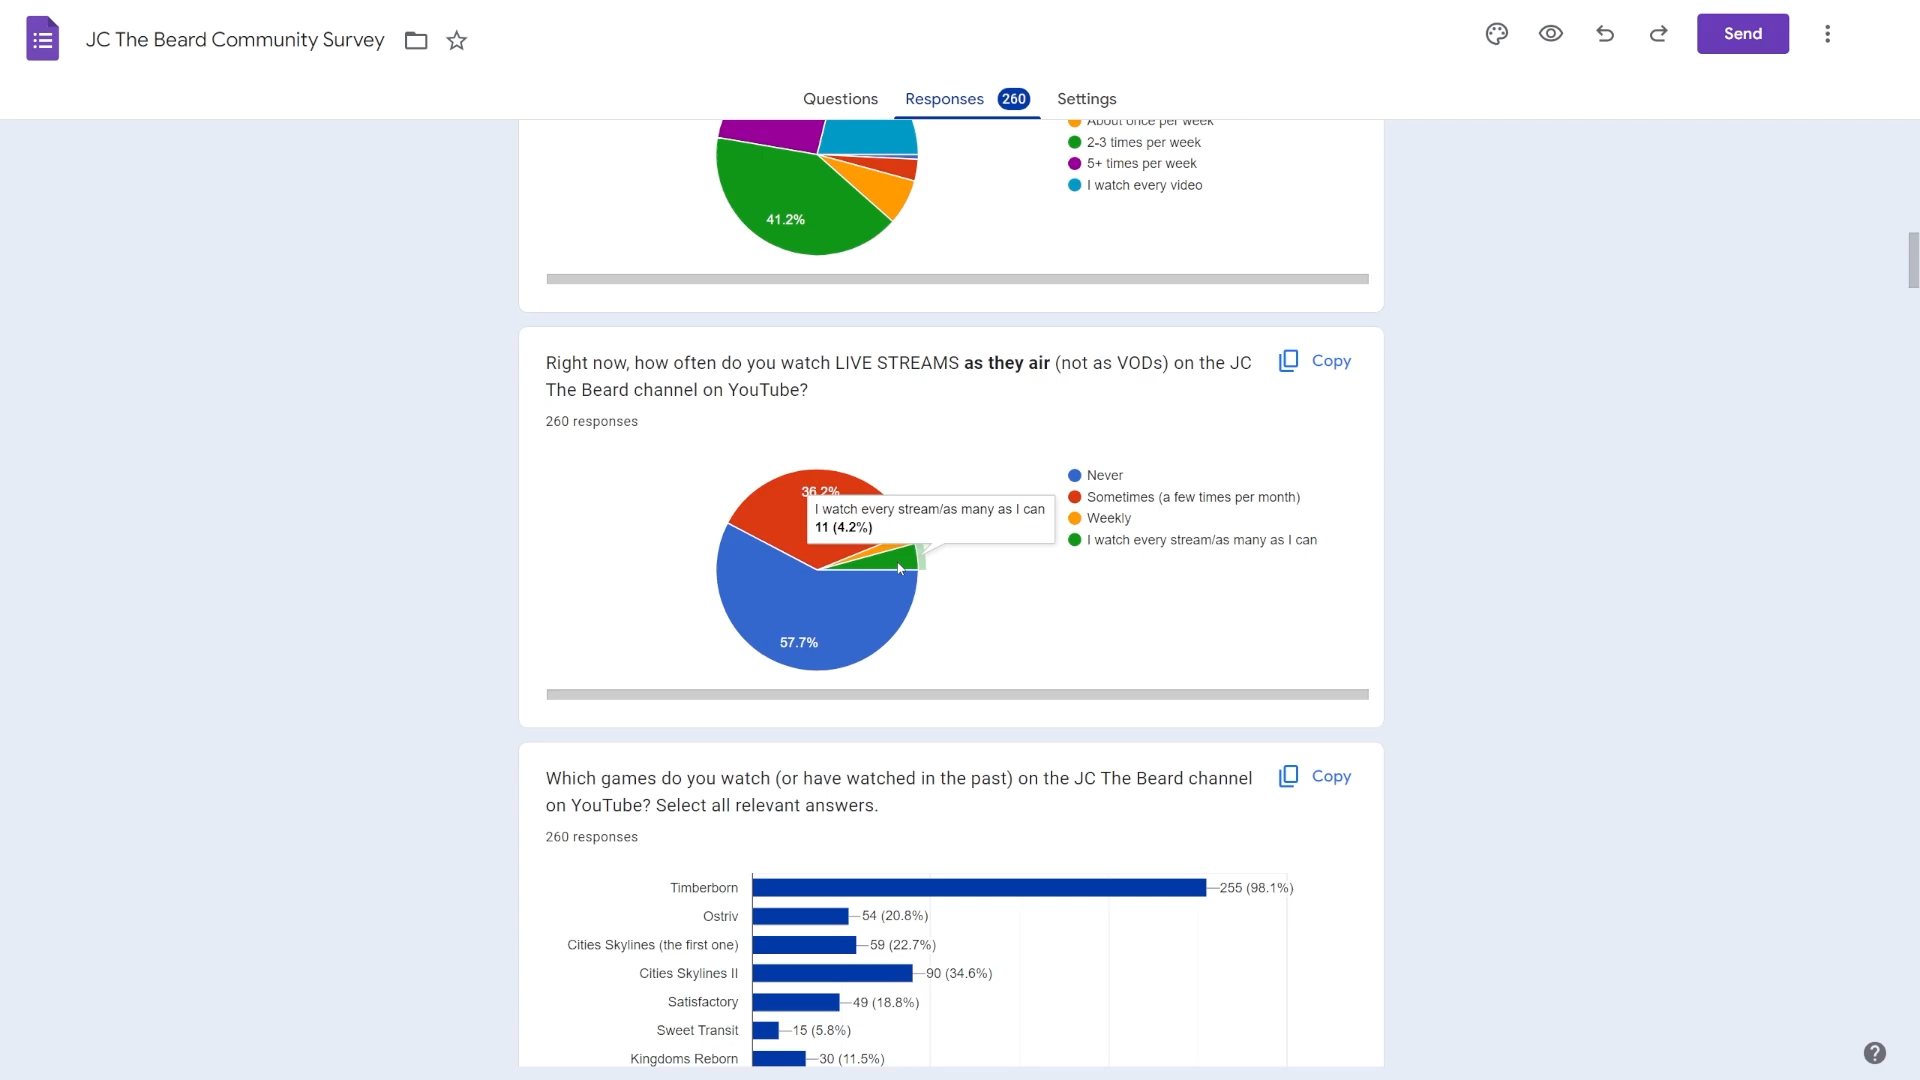 JC The Beard Community Survey
Send
Questions
Responses 260
Settings
About once per week
2-3 times per week
5+ times per week
I watch every video
41.2%
Right now, how often do you watch LIVE STREAMS as they air (not as VODs) on the JC
The Beard channel on YouTube?
Copy
260 responses
36.2%
I watch every stream/as many as I can
11 (4.2%)
57.7%
Never
Sometimes (a few times per month)
Weekly
I watch every stream/as many as I can
Which games do you watch (or have watched in the past) on the JC The Beard channel
on YouTube? Select all relevant answers.
Copy
260 responses
Timberborn 255 (98.1%)
Ostriv 54 (20.8%)
Cities Skylines (the first one) 59 (22.7%)
Cities Skylines II 90 (34.6%)
Satisfactory 49 (18.8%)
Sweet Transit 15 (5.8%)
Kingdoms Reborn 30 (11.5%)